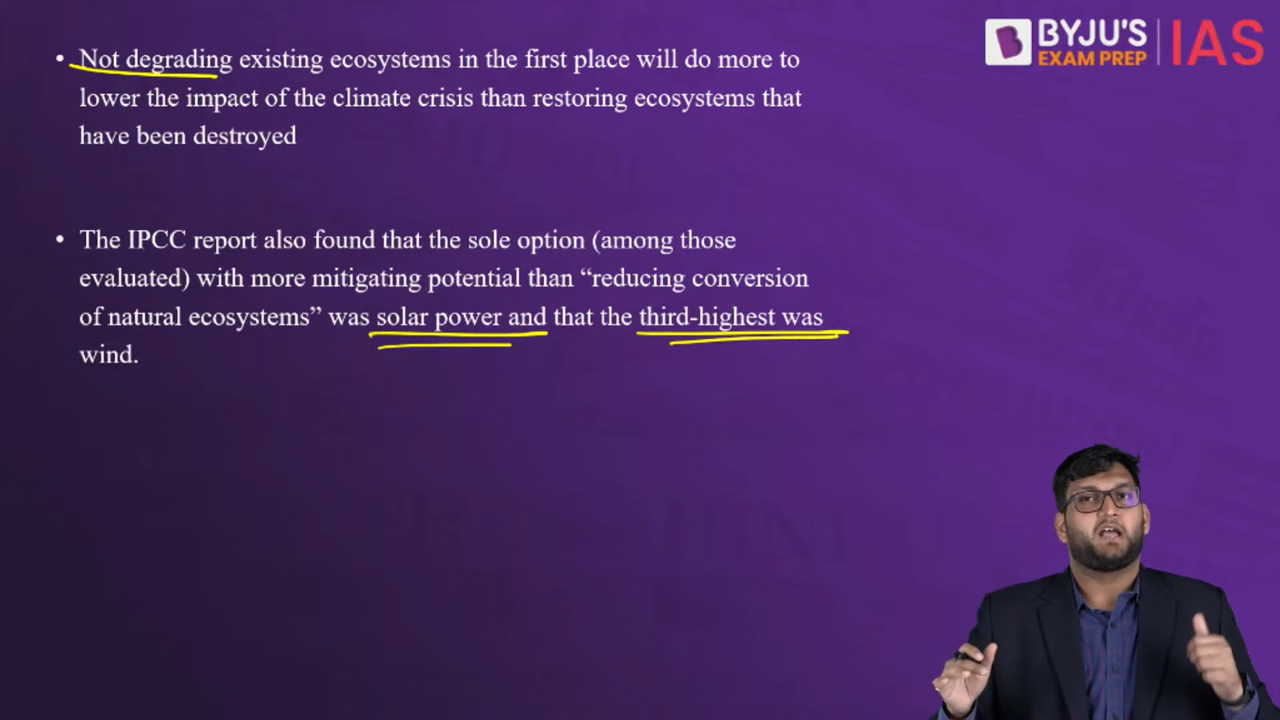 • Not degrading existing ecosystems in the first place will do more to
lower the impact of the climate crisis than restoring ecosystems that
have been destroyed
• The IPCC report also found that the sole option (among those
evaluated) with more mitigating potential than “reducing conversion
of natural ecosystems” was solar power and that the third-highest was
wind.
BYJU'S
EXAM PREP
IAS